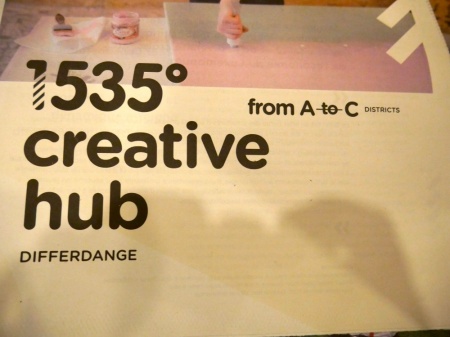 1535°
creative
hub
DIFFERDANGE
from A to C DISTRICTS